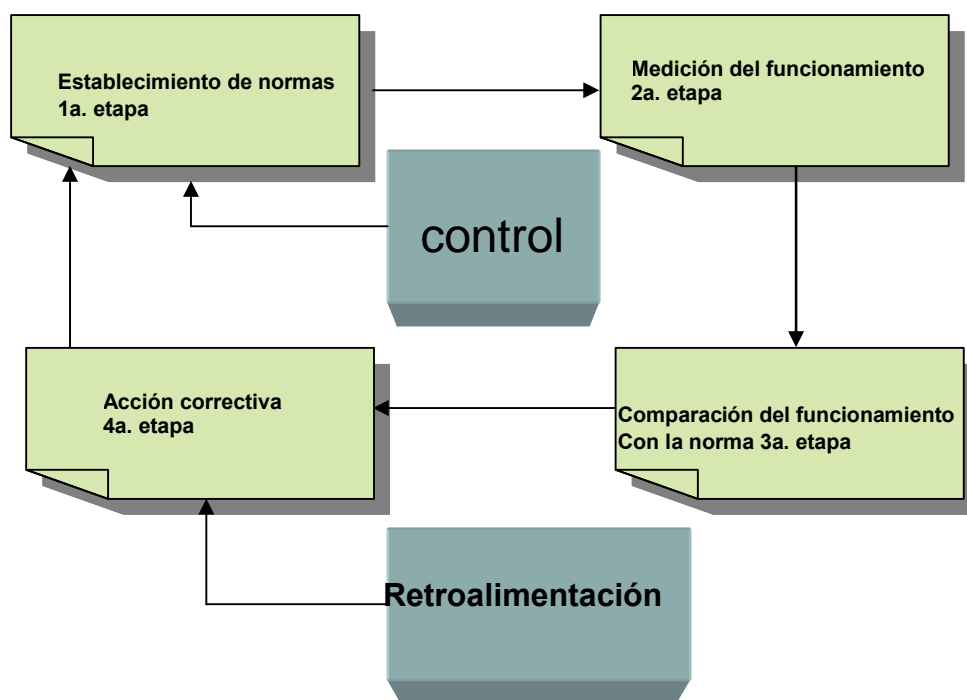 Establecimiento de normas
1a. etapa
Medición del funcionamiento
2a. etapa
control
Acción correctiva
4a. etapa
Comparación del funcionamiento
Con la norma 3a. etapa
Retroalimentación